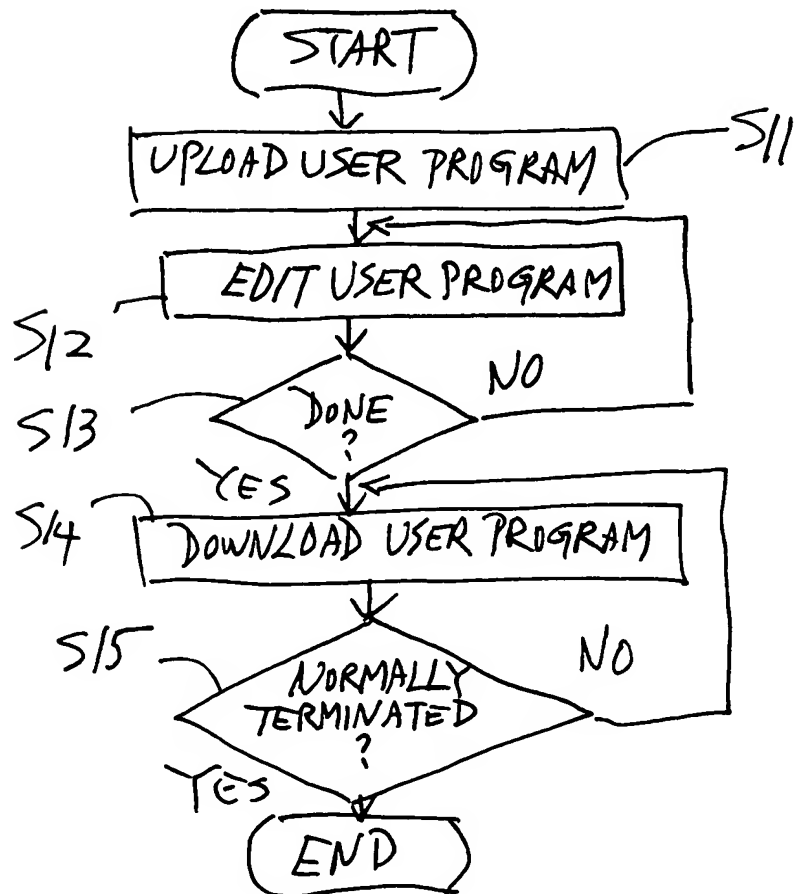 START
UPLOAD USER PROGRAM
S11
EDIT USER PROGRAM
S12
DONE
?
S13
NO
YES
DOWNLOAD USER PROGRAM
S14
NORMALLY
TERMINATED
?
S15
NO
YES
END